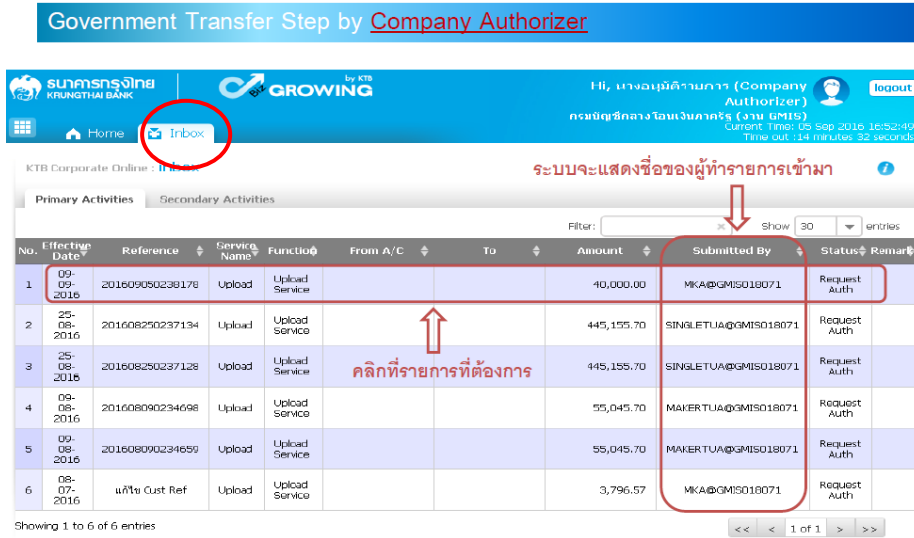 Government Transfer Step by Company Authorizer
ธนาคารกรุงไทย
KRUNGTHAI BANK
Biz GROWING
by KTB
Hi, นางอนุมัติรายการ (Company Authorizer)
กรมบัญชีกลางโอนเงินภาครัฐ (งาน GMIS)
Current Time: 05 Sep 2016 16:52:49
Time out :14 minutes 32 seconds
logout
Home
Inbox
KTB Corporate Online : Inbox
ระบบจะแสดงชื่อของผู้ทำรายการเข้ามา
Primary Activities Secondary Activities
Filter: Show 30 entries
No. Effective Date Reference Service Name Function From A/C To Amount Submitted By Status Remark
1 09-09-2016 201609050238178 Upload Upload Service 40,000.00 MKA@GMIS018071 Request Auth
2 25-08-2016 201608250237134 Upload Upload Service 445,155.70 SINGLETUA@GMIS018071 Request Auth
3 25-08-2016 201608250237128 Upload Upload Service 445,155.70 SINGLETUA@GMIS018071 Request Auth
คลิกที่รายการที่ต้องการ
4 09-08-2016 201608090234698 Upload Upload Service 55,045.70 MAKERTUA@GMIS018071 Request Auth
5 09-08-2016 201608090234659 Upload Upload Service 55,045.70 MAKERTUA@GMIS018071 Request Auth
6 08-07-2016 แก้ไข Cust Ref Upload Upload Service 3,796.57 MKA@GMIS018071 Request Auth
Showing 1 to 6 of 6 entries
<< < 1 of 1 > >>